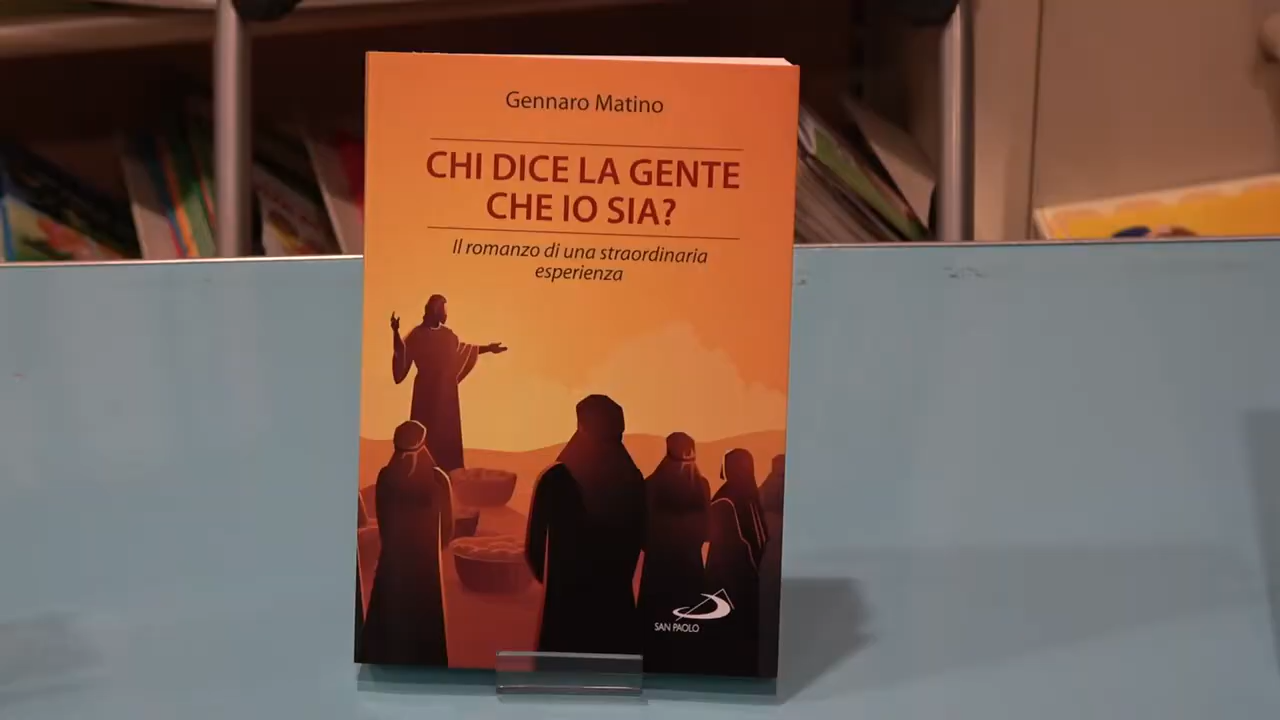 Gennaro Matino
CHI DICE LA GENTE
CHE IO SIA?
Il romanzo di una straordinaria
esperienza
SAN PAOLO